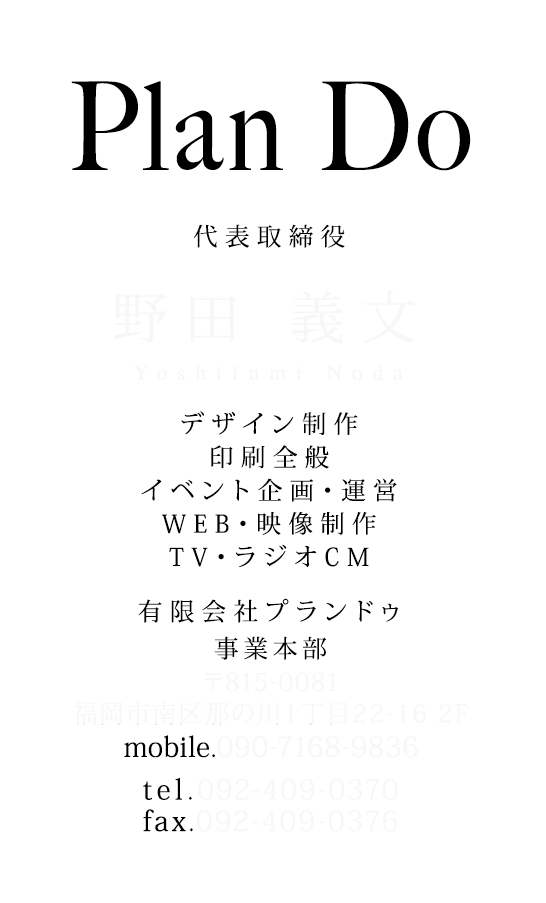 Plan Do
代表取締役
野田 義文
Yoshifumi Noda
デザイン制作
印刷全般
イベント企画・運営
WEB・映像制作
TV・ラジオCM
有限会社プランドゥ
事業本部
〒815-0081
福岡市南区那の川1丁目22-16 2F
mobile.090-7168-9836
tel.092-409-0370
fax.092-409-0376